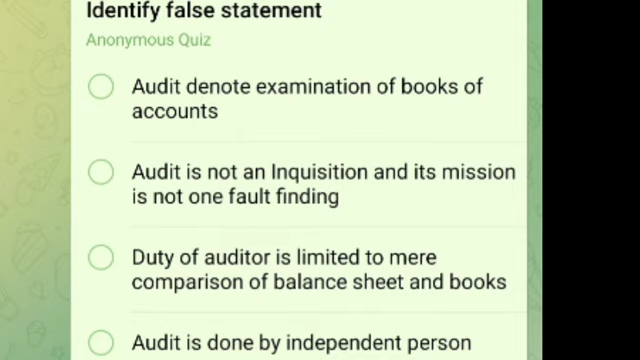 Identify false statement
Anonymous Quiz
Audit denote examination of books of
accounts
Audit is not an Inquisition and its mission
is not one fault finding
Duty of auditor is limited to mere
comparison of balance sheet and books
Audit is done by independent person